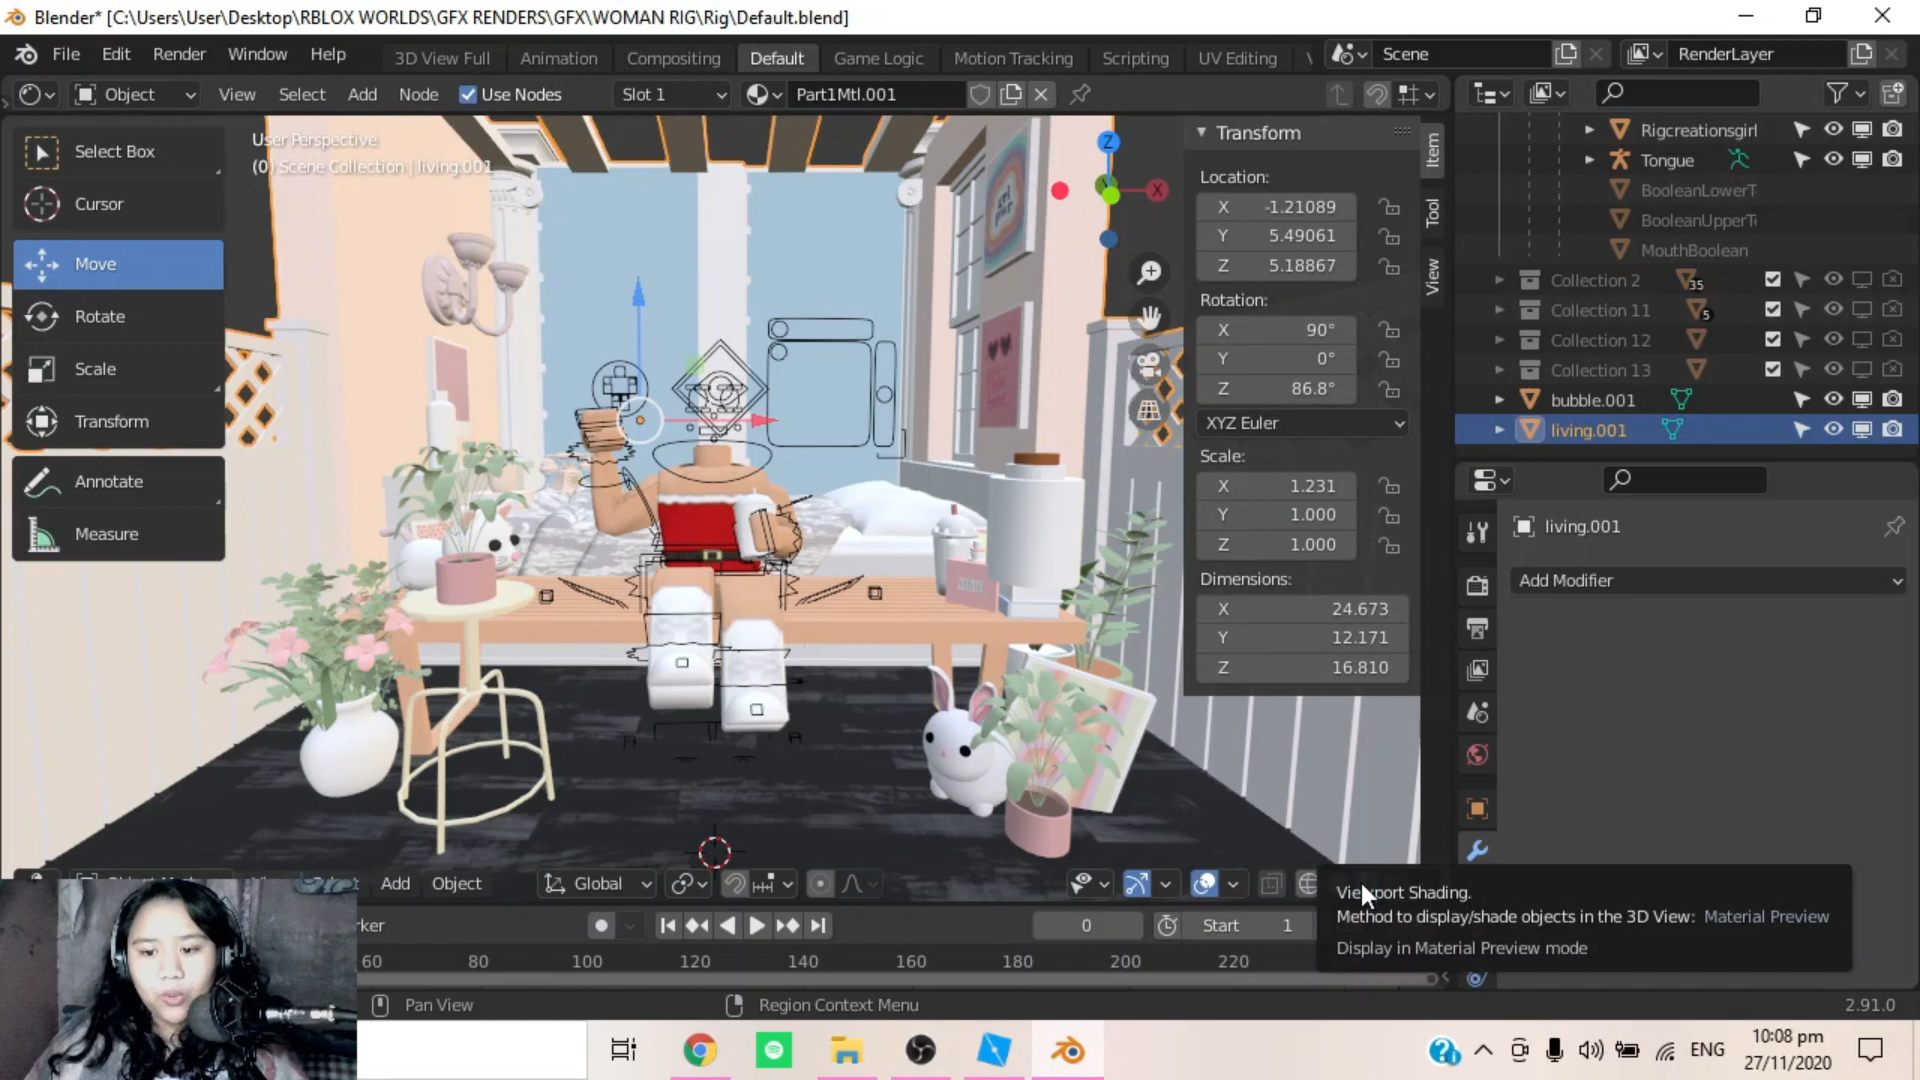 Blender* [C:\Users\User\Desktop\RBLOX WORLDS\GFX RENDERS\GFX\WOMAN RIG\Rig\Default.blend]
File Edit Render Window Help 3D View Full Animation Compositing Default Game Logic Motion Tracking Scripting UV Editing Scene RenderLayer
Object View Select Add Node Use Nodes Slot 1 Part1Mtl.001
Select Box
Cursor
Move
Rotate
Scale
Transform
Annotate
Measure
User Perspective
(0) Scene Collection | living.001
Z
X
Transform
Location:
X -1.21089
Y 5.49061
Z 5.18867
Rotation:
X 90°
Y 0°
Z 86.8°
XYZ Euler
Scale:
X 1.231
Y 1.000
Z 1.000
Dimensions:
X 24.673
Y 12.171
Z 16.810
Item
Tool
View
Rigcreationsgirl
Tongue
BooleanLowerT
BooleanUpperT
MouthBoolean
Collection 2 35
Collection 11 5
Collection 12
Collection 13
bubble.001
living.001
living.001
Add Modifier
Add Object Global
Viewport Shading.
Method to display/shade objects in the 3D View: Material Preview
Display in Material Preview mode
ker 0 Start 1
60 80 100 120 140 160 180 200 220
Pan View Region Context Menu 2.91.0
ENG
10:08 pm
27/11/2020